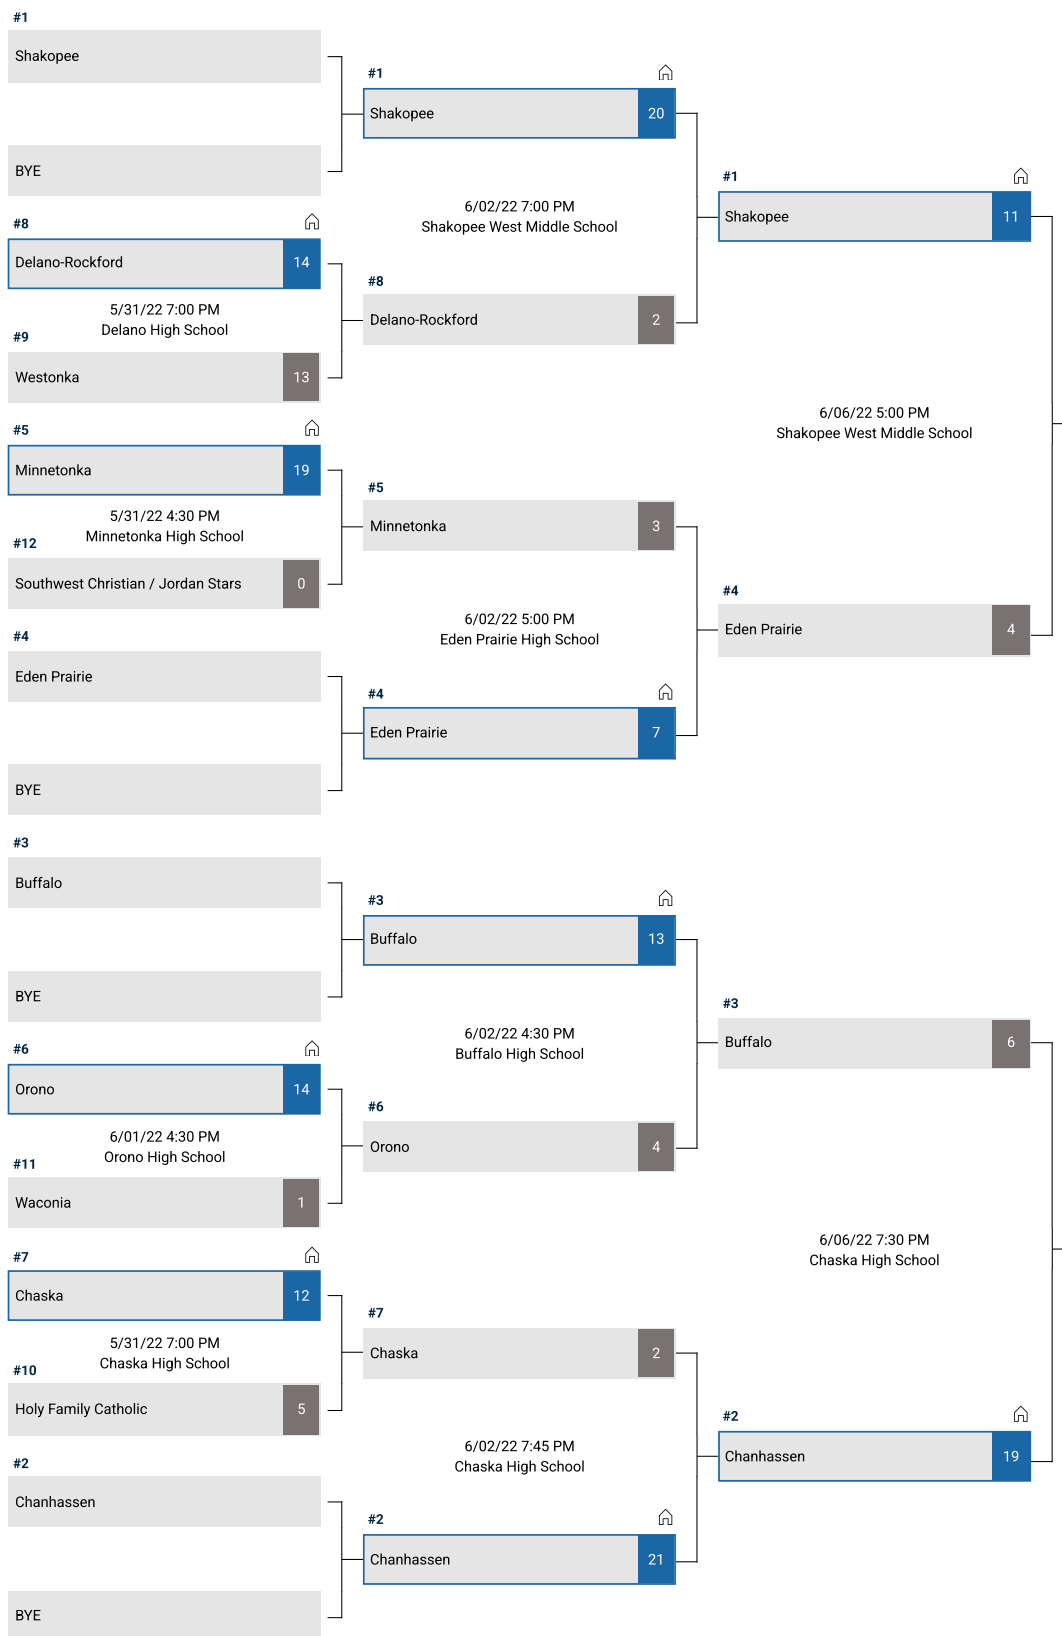 #1
Shakopee
BYE
#8
Delano-Rockford 14
5/31/22 7:00 PM
Delano High School
#9
Westonka 13
#5
Minnetonka 19
5/31/22 4:30 PM
Minnetonka High School
#12
Southwest Christian / Jordan Stars 0
#4
Eden Prairie
BYE
#3
Buffalo
BYE
#6
Orono 14
6/01/22 4:30 PM
Orono High School
#11
Waconia 1
#7
Chaska 12
5/31/22 7:00 PM
Chaska High School
#10
Holy Family Catholic 5
#2
Chanhassen
BYE
#1
Shakopee 20
6/02/22 7:00 PM
Shakopee West Middle School
#8
Delano-Rockford 2
#5
Minnetonka 3
6/02/22 5:00 PM
Eden Prairie High School
#4
Eden Prairie 7
#3
Buffalo 13
6/02/22 4:30 PM
Buffalo High School
#6
Orono 4
#7
Chaska 2
6/02/22 7:45 PM
Chaska High School
#2
Chanhassen 21
#1
Shakopee 11
6/06/22 5:00 PM
Shakopee West Middle School
#4
Eden Prairie 4
#3
Buffalo 6
6/06/22 7:30 PM
Chaska High School
#2
Chanhassen 19